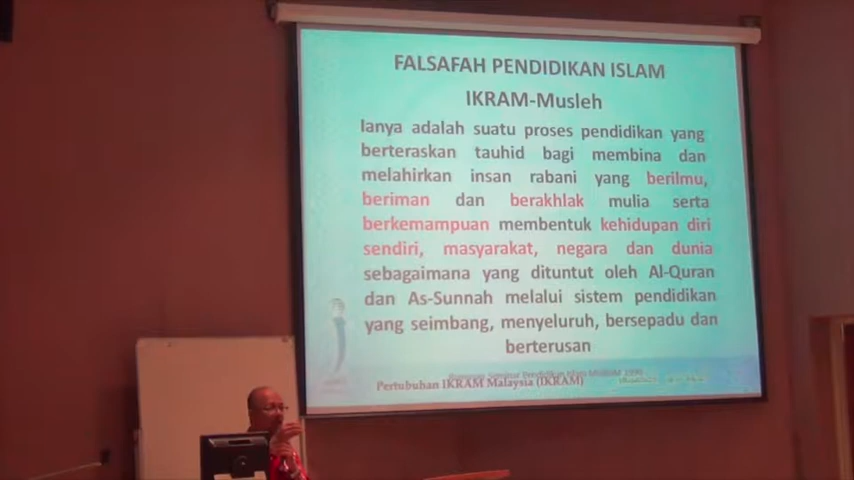 FALSAFAH PENDIDIKAN ISLAM
IKRAM-Musleh
Ianya adalah suatu proses pendidikan yang
berteraskan tauhid bagi membina dan
melahirkan insan rabani yang berilmu,
beriman dan berakhlak mulia serta
berkemampuan membentuk kehidupan diri
sendiri, masyarakat, negara dan dunia
sebagaimana yang dituntut oleh Al-Quran
dan As-Sunnah melalui sistem pendidikan
yang seimbang, menyeluruh, bersepadu dan
berterusan
Seminar Pendidikan Islam
Pertubuhan IKRAM Malaysia (IKRAM)